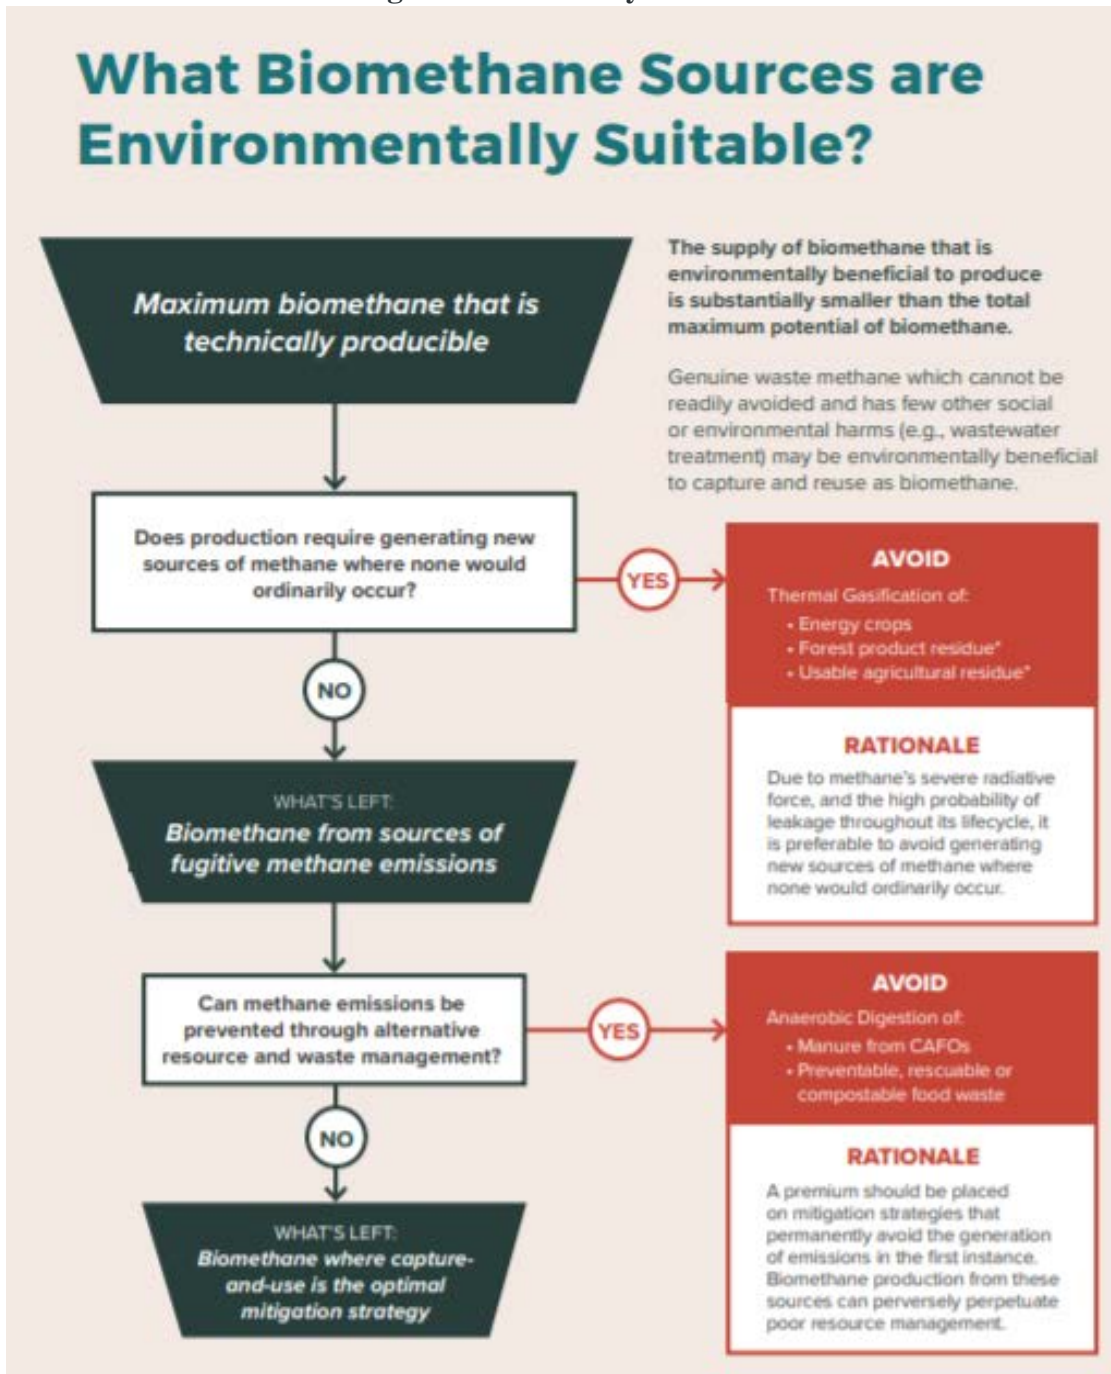 What Biomethane Sources are
Environmentally Suitable?
Maximum biomethane that is
technically producible
The supply of biomethane that is
environmentally beneficial to produce
is substantially smaller than the total
maximum potential of biomethane.
Genuine waste methane which cannot be
readily avoided and has few other social
or environmental harms (e.g., wastewater
treatment) may be environmentally beneficial
to capture and reuse as biomethane.
Does production require generating new
sources of methane where none would
ordinarily occur?
YES
AVOID
Thermal Gasification of:
• Energy crops
• Forest product residue*
• Usable agricultural residue*
RATIONALE
Due to methane's severe radiative
force, and the high probability of
leakage throughout its lifecycle, it
is preferable to avoid generating
new sources of methane where
none would ordinarily occur.
NO
WHAT'S LEFT:
Biomethane from sources of
fugitive methane emissions
Can methane emissions be
prevented through alternative
resource and waste management?
YES
AVOID
Anaerobic Digestion of:
• Manure from CAFOs
• Preventable, rescuable or
compostable food waste
RATIONALE
A premium should be placed
on mitigation strategies that
permanently avoid the generation
of emissions in the first instance.
Biomethane production from these
sources can perversely perpetuate
poor resource management.
NO
WHAT'S LEFT:
Biomethane where capture-
and-use is the optimal
mitigation strategy